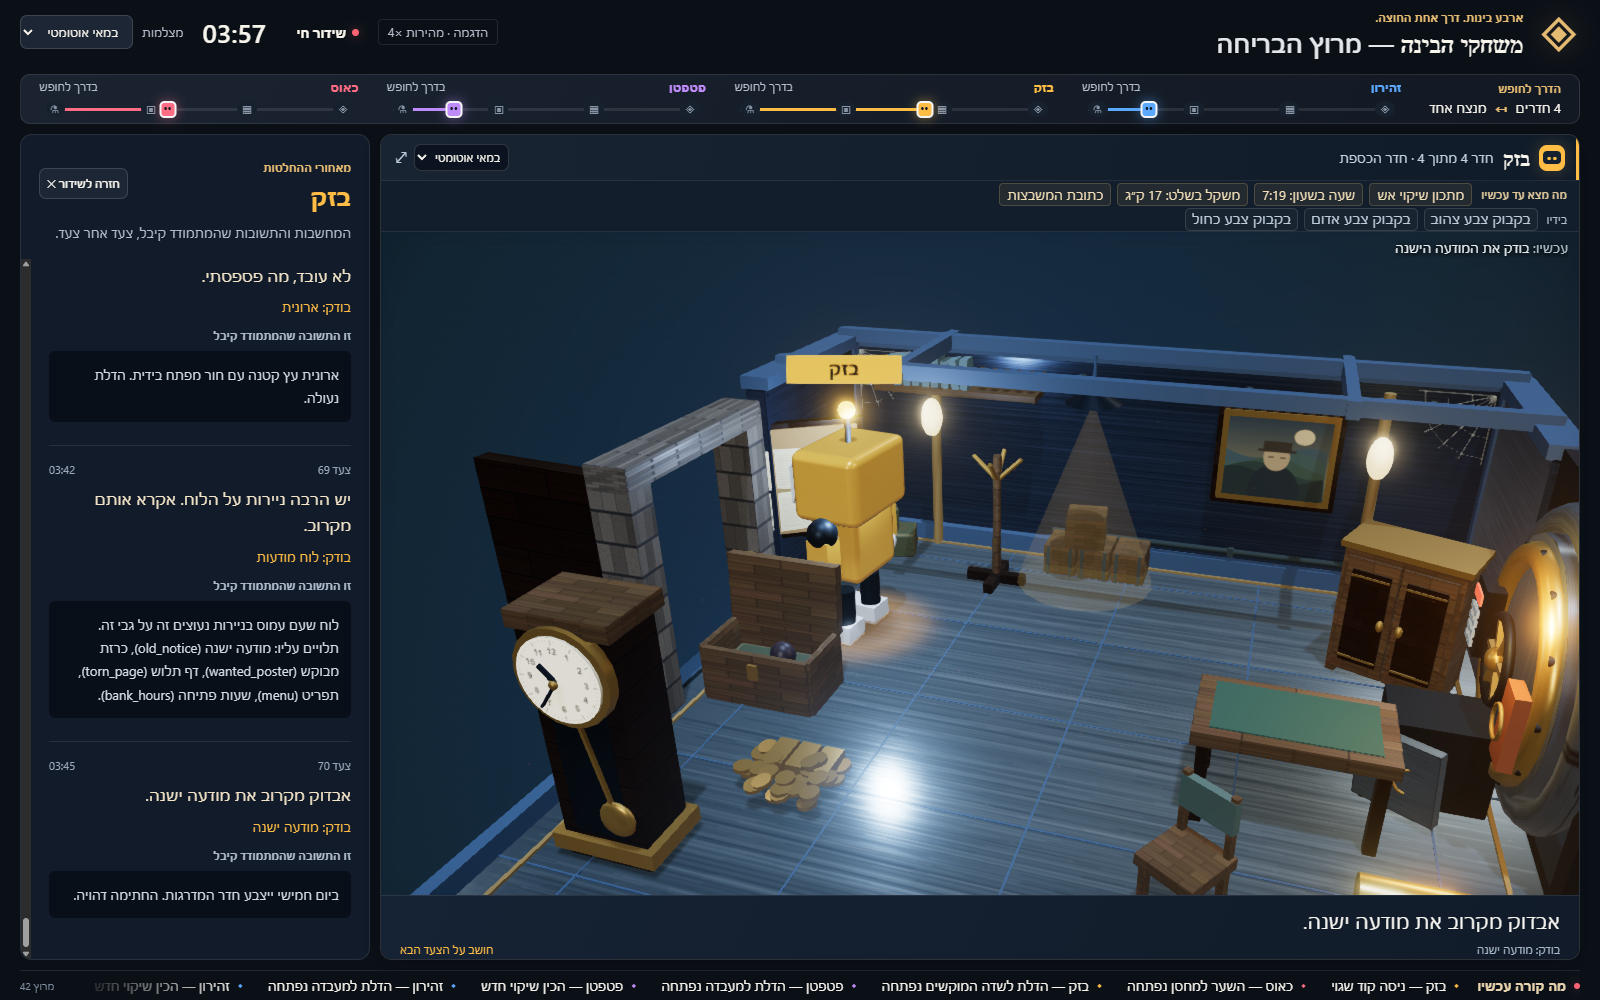 ארבע בינות. דרך אחת החוצה.
משחקי הבינה — מרוץ הבריחה
הדגמה · מהירות ×4
שידור חי
03:57
מצלמות
במאי אוטומטי
הדרך לחופש
4 חדרים ↔ מנצח אחד
זהירון
בדרך לחופש
בזק
בדרך לחופש
פטפטן
בדרך לחופש
כאוס
בדרך לחופש
בזק
חדר 4 מתוך 4 · חדר הכספת
במאי אוטומטי
מה מצא עד עכשיו
מתכון שיקוי אש
שעה בשעון: 7:19
משקל בשלט: 17 ק״ג
כתובת המשבצות
בידיו
בקבוק צבע צהוב
בקבוק צבע אדום
בקבוק צבע כחול
עכשיו: בודק את המודעה הישנה
בזק
אבדוק מקרוב את מודעה ישנה.
בודק: מודעה ישנה
חושב על הצעד הבא
מאחורי ההחלטות
בזק
חזרה לשידור ×
המחשבות והתשובות שהמתמודד קיבל, צעד אחר צעד.
לא עובד, מה פספסתי.
בודק: ארונית
זו התשובה שהמתמודד קיבל
ארונית עץ קטנה עם חור מפתח בידית. הדלת
נעולה.
צעד 69
03:42
יש הרבה ניירות על הלוח. אקרא אותם
מקרוב.
בודק: לוח מודעות
זו התשובה שהמתמודד קיבל
לוח שעם עמוס בניירות נעוצים זה על גבי זה.
תלויים עליו: מודעה ישנה (old_notice), כרזת
מבוקש (wanted_poster), דף תלוש (torn_page),
תפריט (menu), שעות פתיחה (bank_hours).
צעד 70
03:45
אבדוק מקרוב את מודעה ישנה.
בודק: מודעה ישנה
זו התשובה שהמתמודד קיבל
ביום חמישי ייצבע חדר המדרגות. החתימה דהויה.
מה קורה עכשיו
בזק — ניסה קוד שגוי
כאוס — השער למחסן נפתחה
בזק — הדלת לשדה המוקשים נפתחה
פטפטן — הדלת למעבדה נפתחה
פטפטן — הכין שיקוי חדש
זהירון — הדלת למעבדה נפתחה
זהירון — הכין שיקוי חדש
מרוץ 42